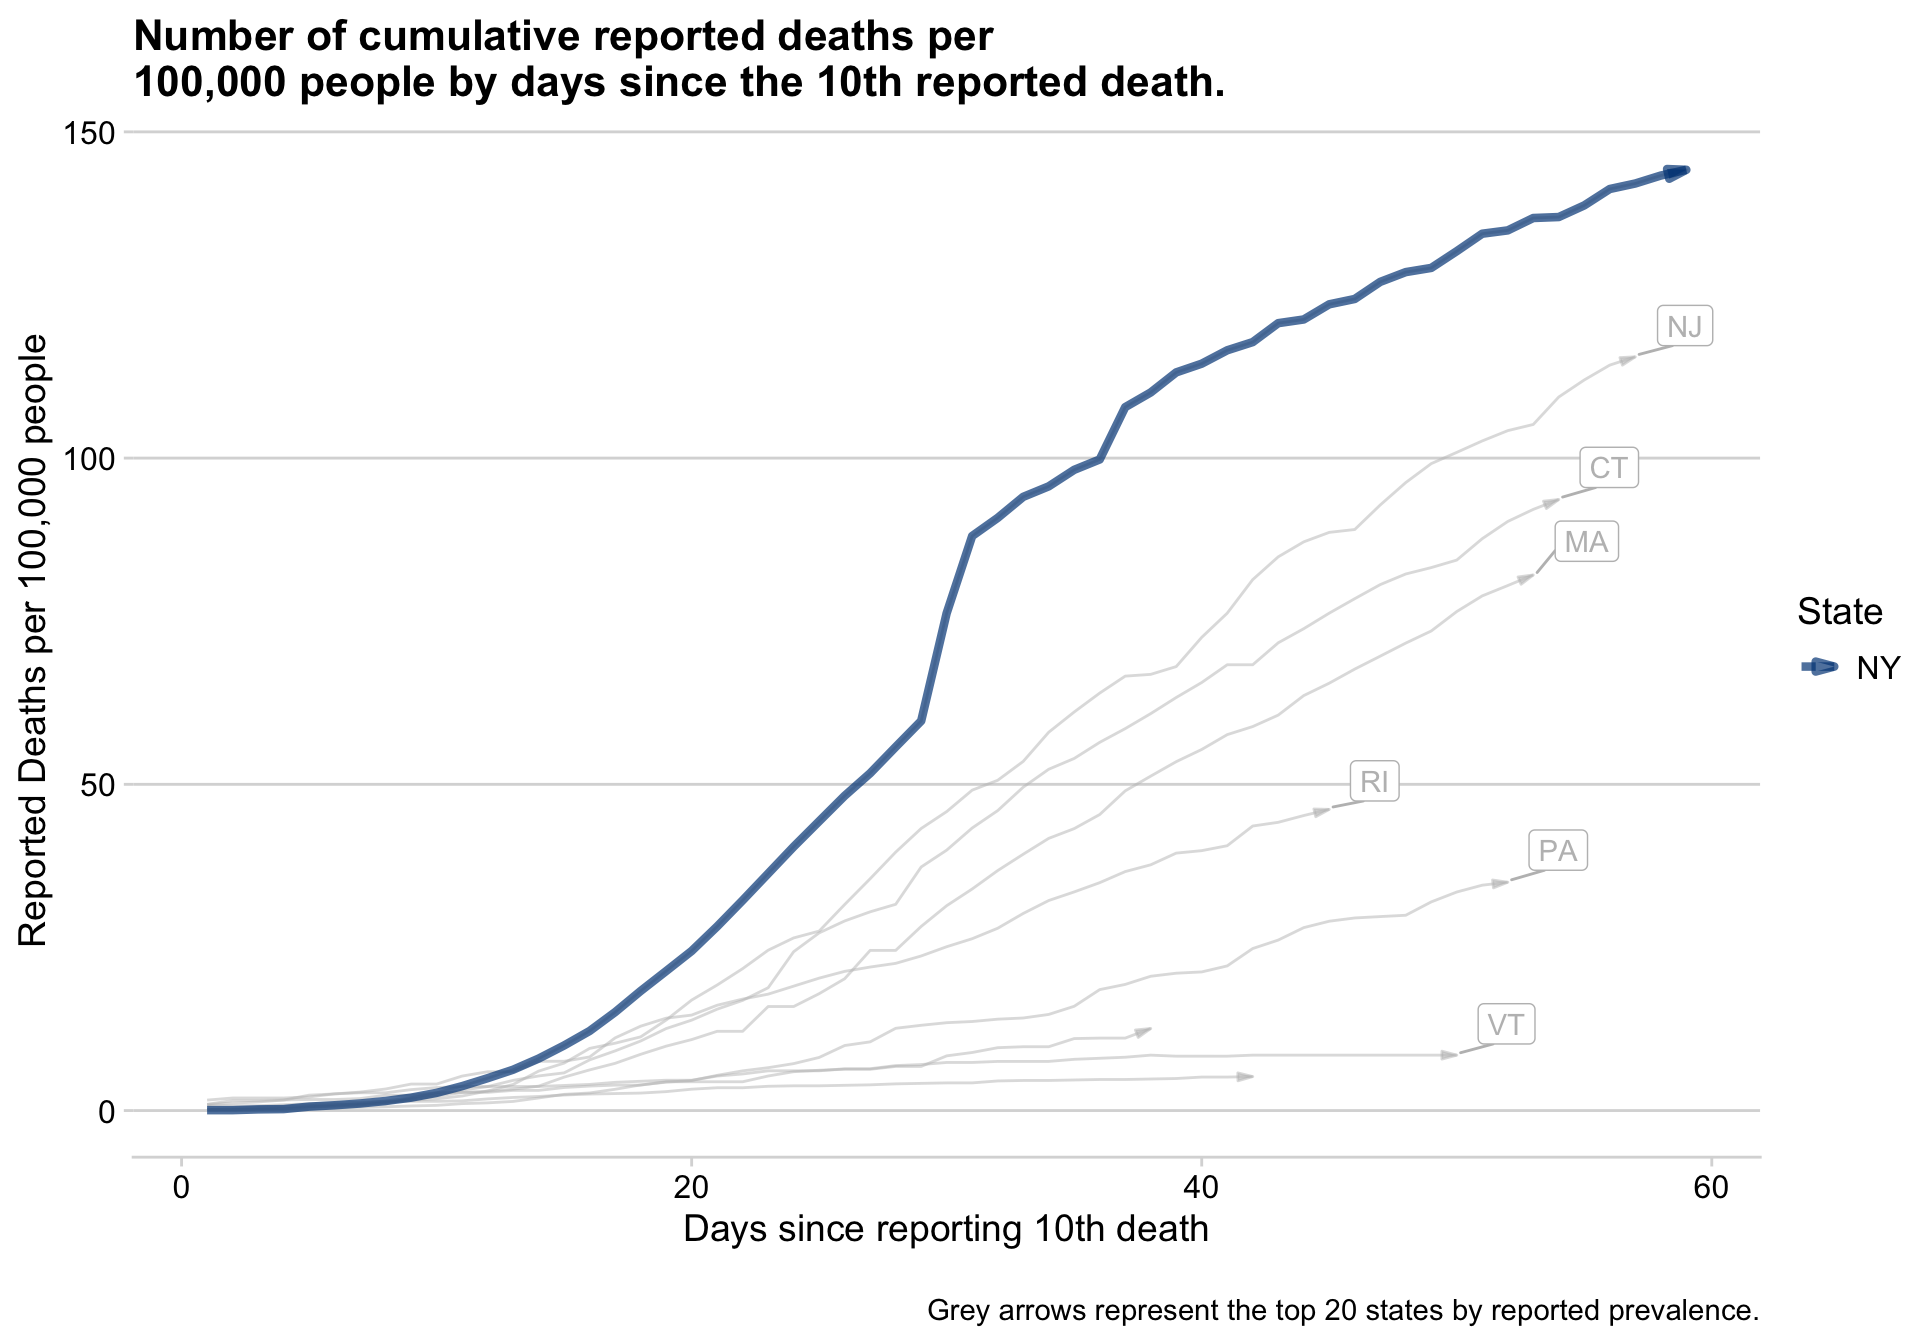 Number of cumulative reported deaths per
100,000 people by days since the 10th reported death.
150
100
50
0
Reported Deaths per 100,000 people
NJ
CT
MA
RI
PA
VT
State
NY
0 20 40 60
Days since reporting 10th death
Grey arrows represent the top 20 states by reported prevalence.